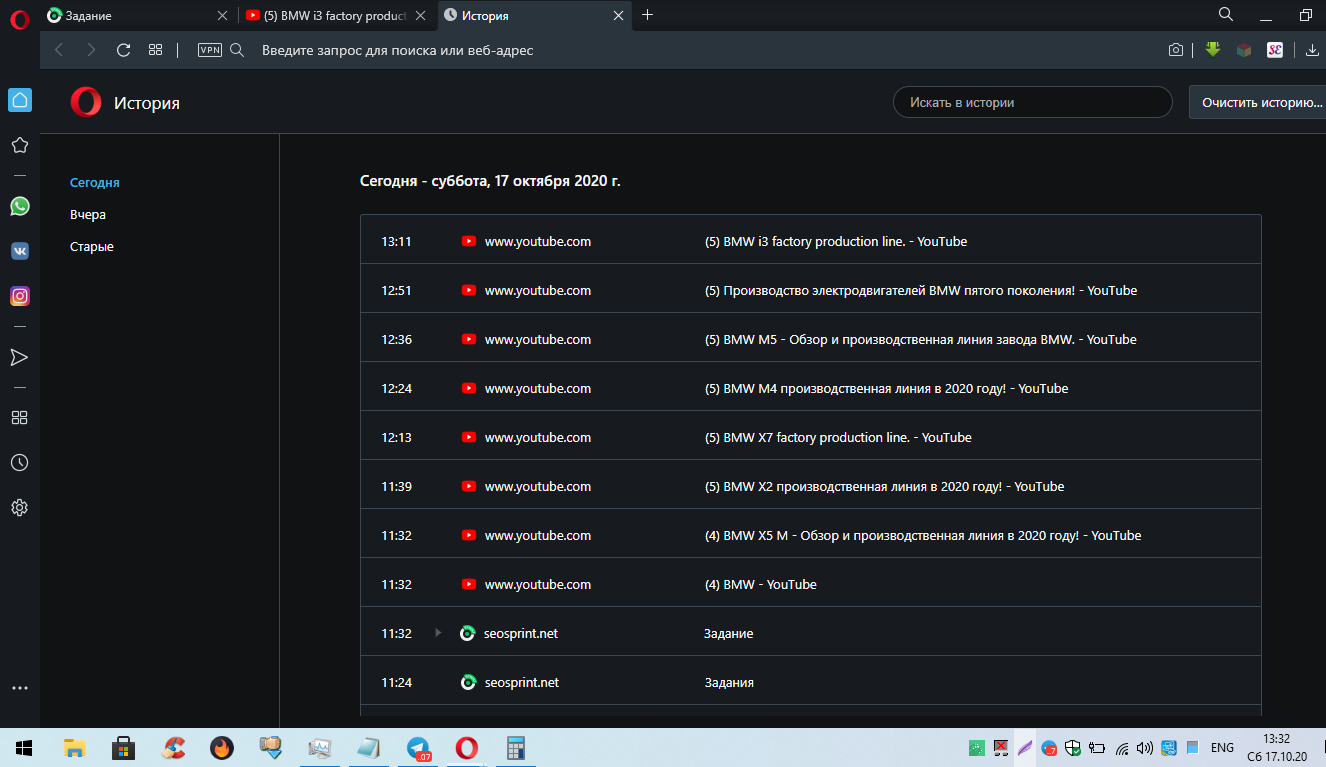 Задание
(5) BMW i3 factory product
История
VPN
Введите запрос для поиска или веб-адрес
SE
История
Искать в истории
Очистить историю...
Сегодня
Вчера
Старые
Сегодня - суббота, 17 октября 2020 г.
13:11 www.youtube.com (5) BMW i3 factory production line. - YouTube
12:51 www.youtube.com (5) Производство электродвигателей BMW пятого поколения! - YouTube
12:36 www.youtube.com (5) BMW M5 - Обзор и производственная линия завода BMW. - YouTube
12:24 www.youtube.com (5) BMW M4 производственная линия в 2020 году! - YouTube
12:13 www.youtube.com (5) BMW X7 factory production line. - YouTube
11:39 www.youtube.com (5) BMW X2 производственная линия в 2020 году! - YouTube
11:32 www.youtube.com (4) BMW X5 M - Обзор и производственная линия в 2020 году! - YouTube
11:32 www.youtube.com (4) BMW - YouTube
11:32 seosprint.net Задание
11:24 seosprint.net Задания
.07
7
ENG
13:32
Сб 17.10.20